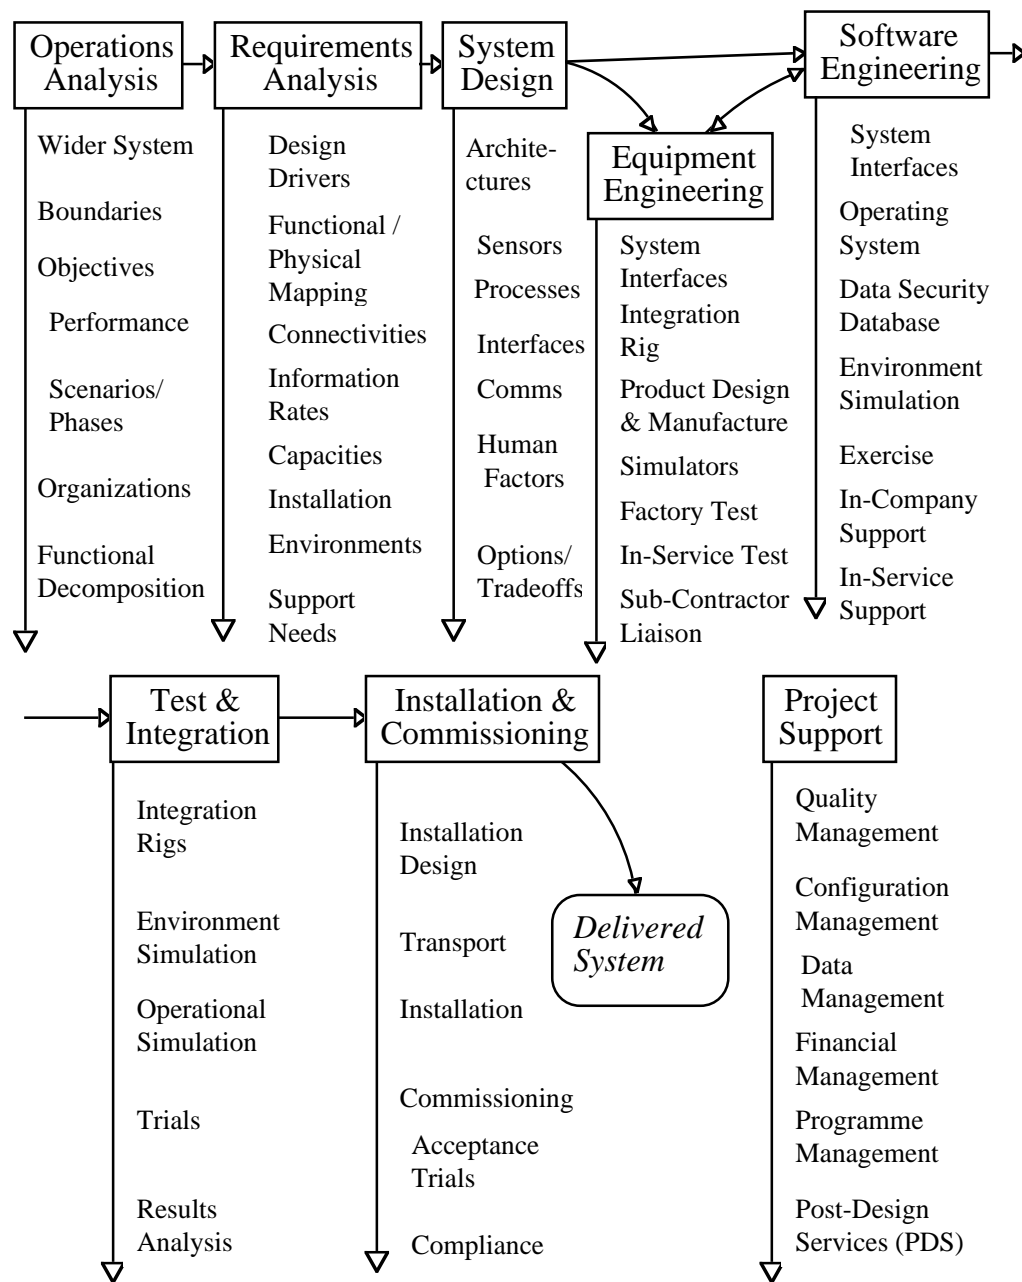 Operations
Analysis
Wider System
Boundaries
Objectives
Performance
Scenarios/
Phases
Organizations
Functional
Decomposition
Requirements
Analysis
Design
Drivers
Functional /
Physical
Mapping
Connectivities
Information
Rates
Capacities
Installation
Environments
Support
Needs
System
Design
Archite-
ctures
Sensors
Processes
Interfaces
Comms
Human
Factors
Options/
Tradeoffs
Equipment
Engineering
System
Interfaces
Integration
Rig
Product Design
& Manufacture
Simulators
Factory Test
In-Service Test
Sub-Contractor
Liaison
Software
Engineering
System
Interfaces
Operating
System
Data Security
Database
Environment
Simulation
Exercise
In-Company
Support
In-Service
Support
Test &
Integration
Integration
Rigs
Environment
Simulation
Operational
Simulation
Trials
Results
Analysis
Installation &
Commissioning
Installation
Design
Transport
Installation
Commissioning
Acceptance
Trials
Compliance
Delivered
System
Project
Support
Quality
Management
Configuration
Management
Data
Management
Financial
Management
Programme
Management
Post-Design
Services (PDS)